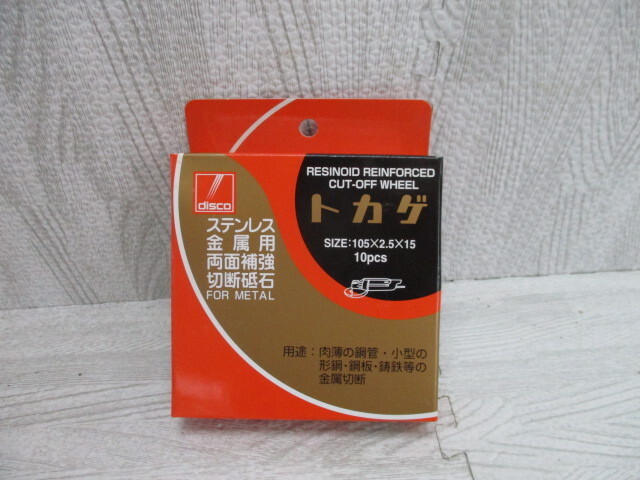 RESINOID REINFORCED
CUT-OFF WHEEL
トカゲ
SIZE:105×2.5×15
10pcs
disco
ステンレス
金属用
両面補強
切断砥石
FOR METAL
用途：肉薄の鋼管・小型の
形鋼・鋼板・鋳鉄等の
金属切断